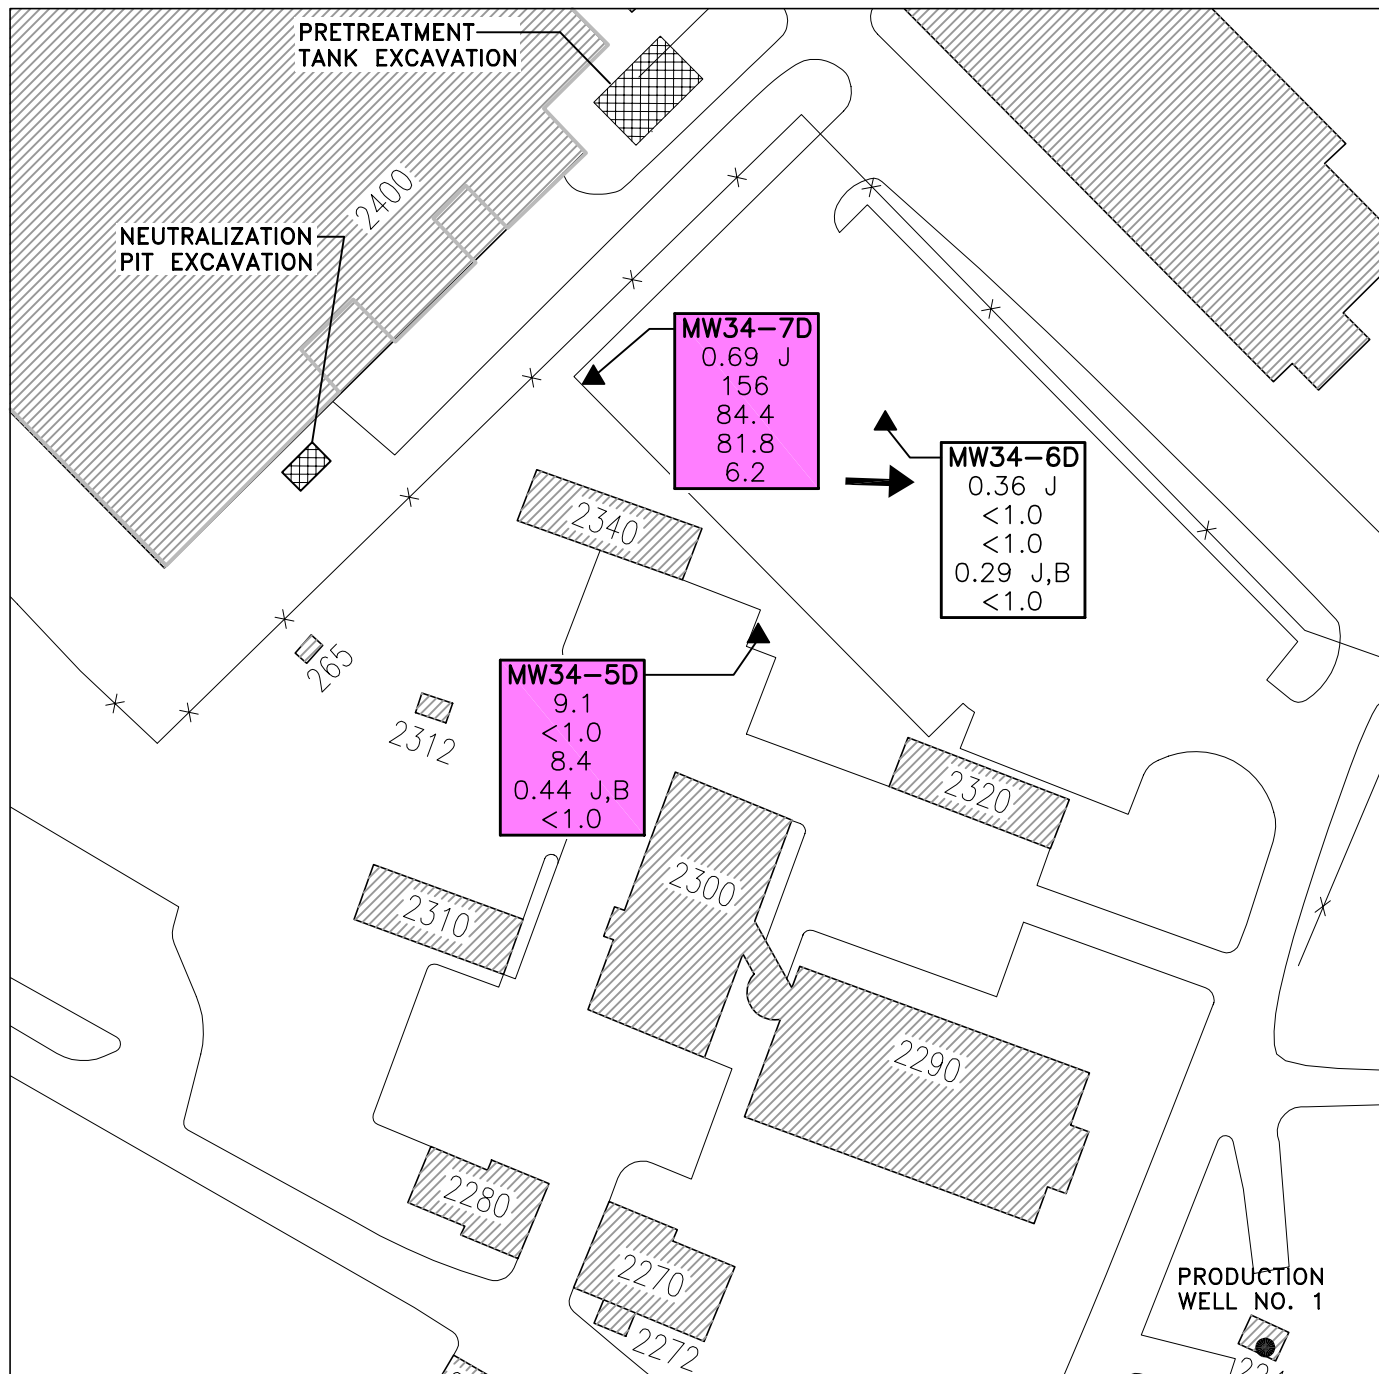 PRETREATMENT
TANK EXCAVATION
2400
NEUTRALIZATION
PIT EXCAVATION
MW34-7D
0.69 J
156
84.4
81.8
6.2
MW34-6D
0.36 J
<1.0
<1.0
0.29 J,B
<1.0
2340
265
MW34-5D
9.1
<1.0
8.4
0.44 J,B
<1.0
2312
2320
2300
2310
2290
2280
2270
2272
PRODUCTION
WELL NO. 1